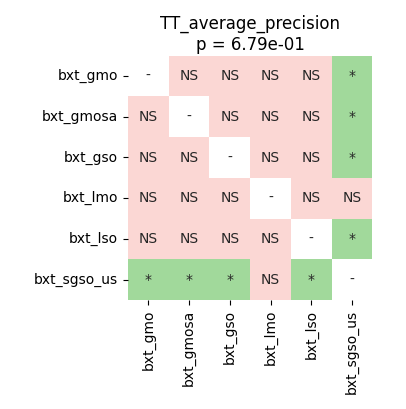 TT_average_precision
p = 6.79e-01
bxt_gmo - NS NS NS NS *
bxt_gmosa NS - NS NS NS *
bxt_gso NS NS - NS NS *
bxt_lmo NS NS NS - NS NS
bxt_lso NS NS NS NS - *
bxt_sgso_us * * * NS * -
bxt_gmo
bxt_gmosa
bxt_gso
bxt_lmo
bxt_lso
bxt_sgso_us